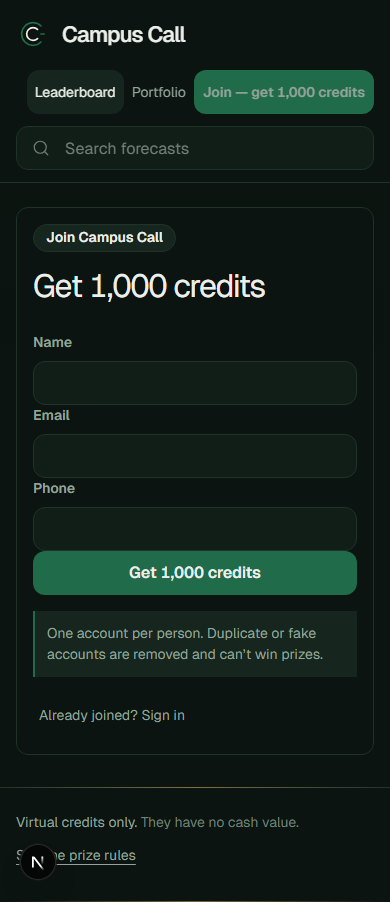 Campus Call
Leaderboard Portfolio Join — get 1,000 credits
Search forecasts
Join Campus Call
Get 1,000 credits
Name
Email
Phone
Get 1,000 credits
One account per person. Duplicate or fake
accounts are removed and can't win prizes.
Already joined? Sign in
Virtual credits only. They have no cash value.
prize rules